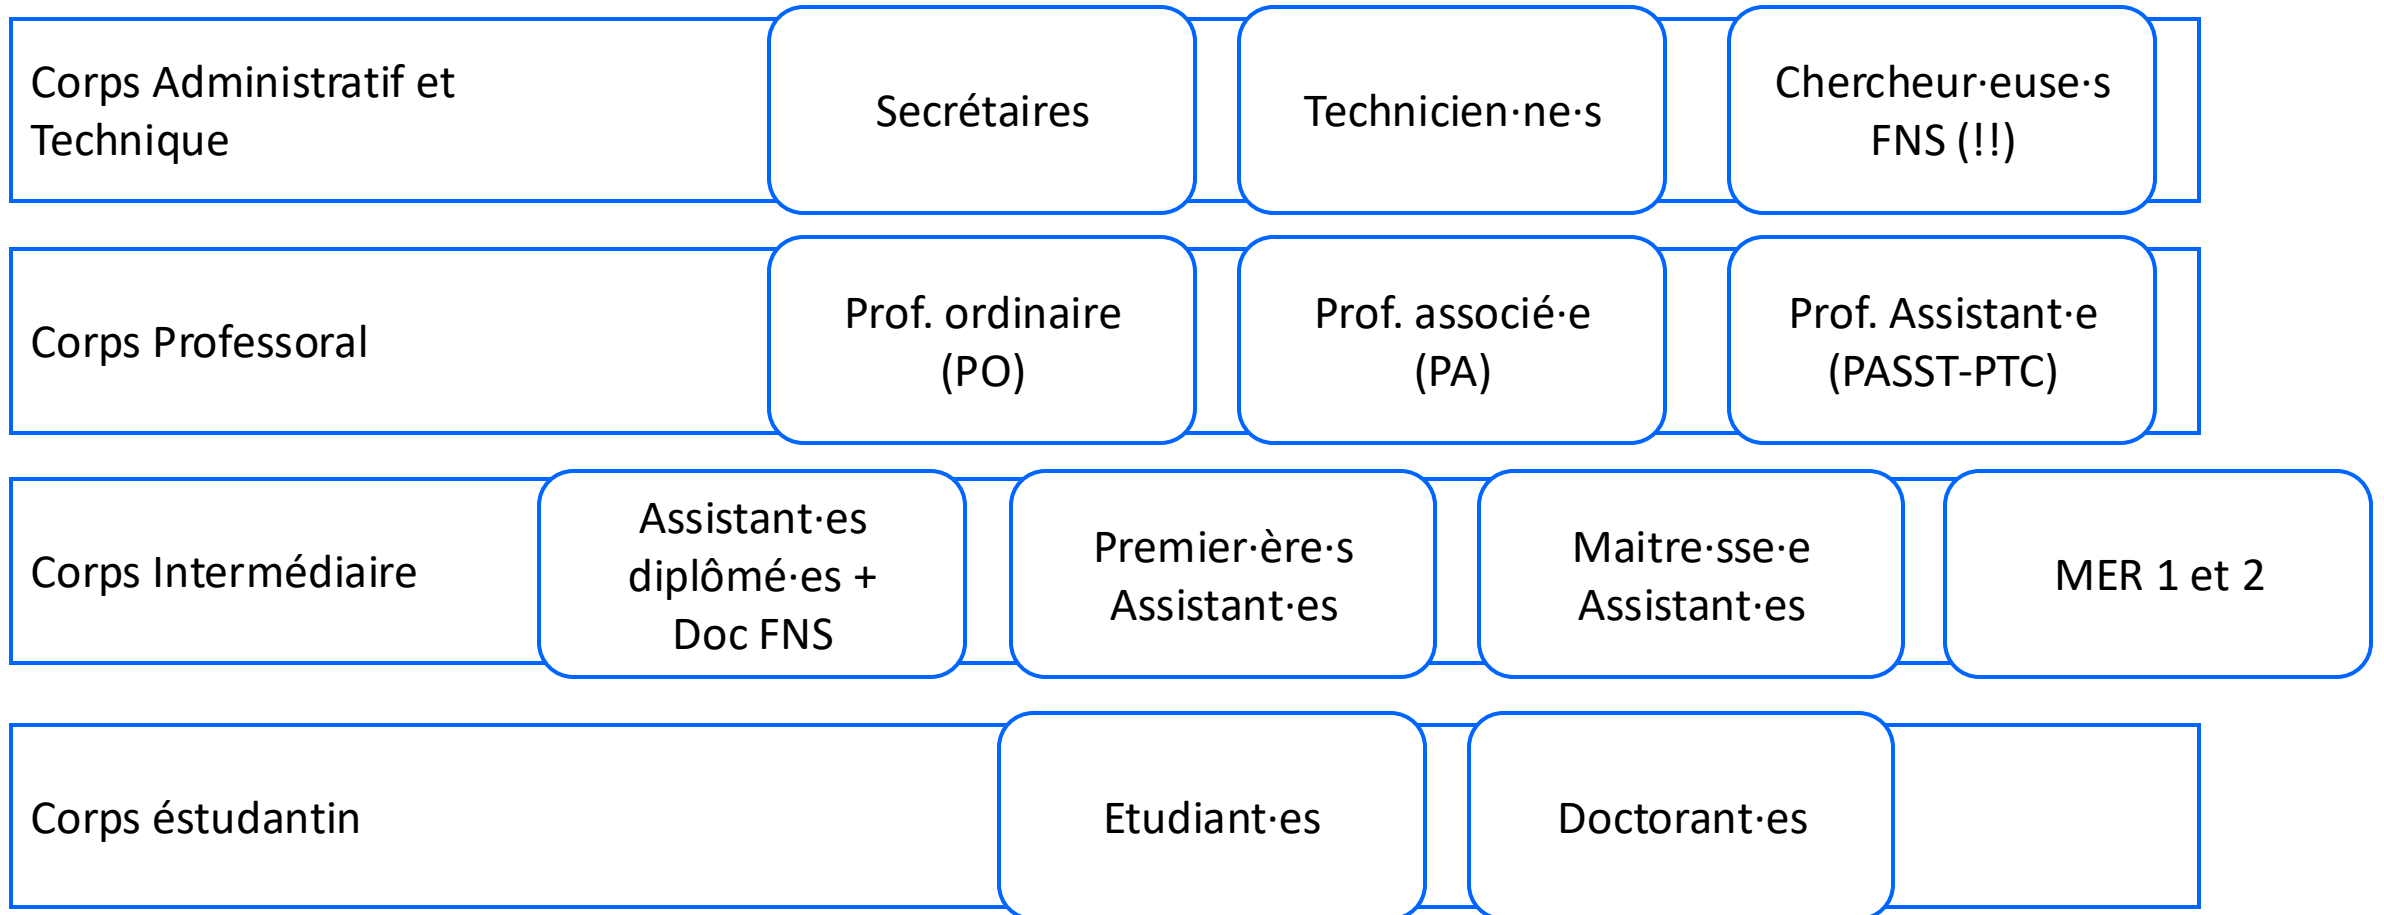 Corps Administratif et
Technique
Secrétaires
Technicien·ne·s
Chercheur·euse·s
FNS (!!)
Corps Professoral
Prof. ordinaire
(PO)
Prof. associé·e
(PA)
Prof. Assistant·e
(PASST-PTC)
Corps Intermédiaire
Assistant·es
diplômé·es +
Doc FNS
Premier·ère·s
Assistant·es
Maitre·sse·e
Assistant·es
MER 1 et 2
Corps éstudantin
Etudiant·es
Doctorant·es